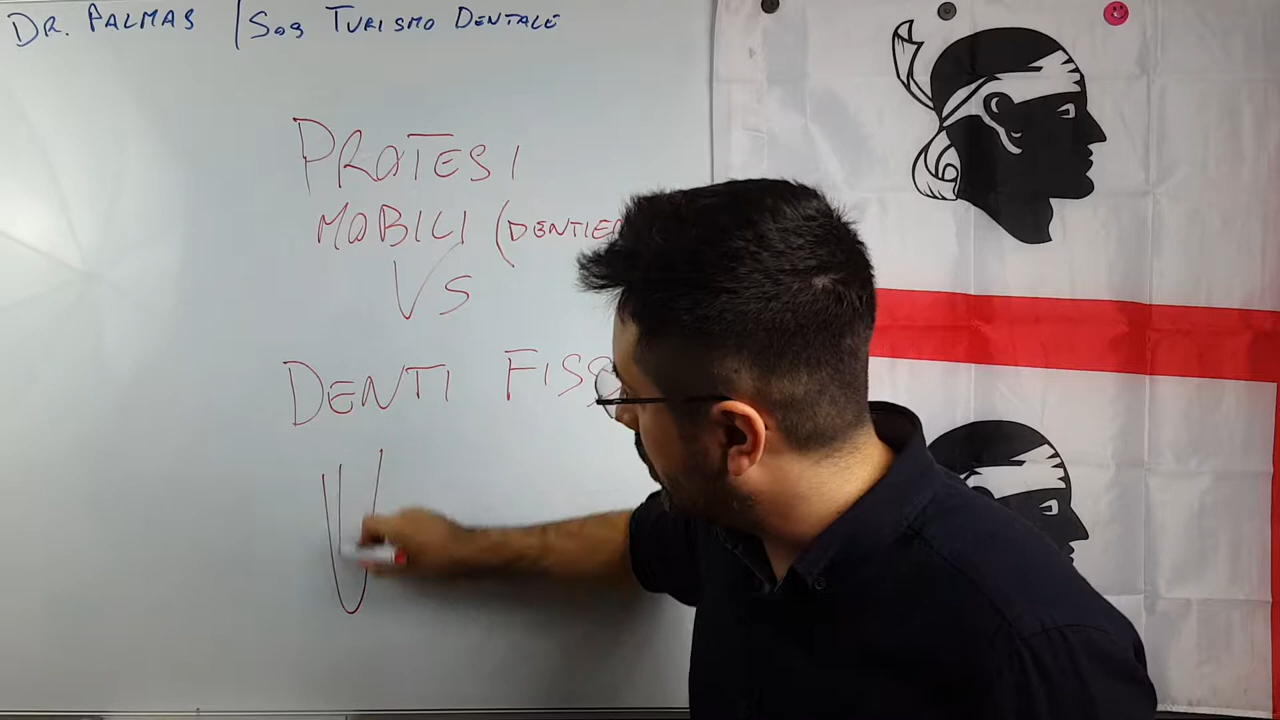 DR. PALMAS | SOS TURISMO DENTALE
PROTESI
MOBILI (DENTIE
VS
DENTI FISS